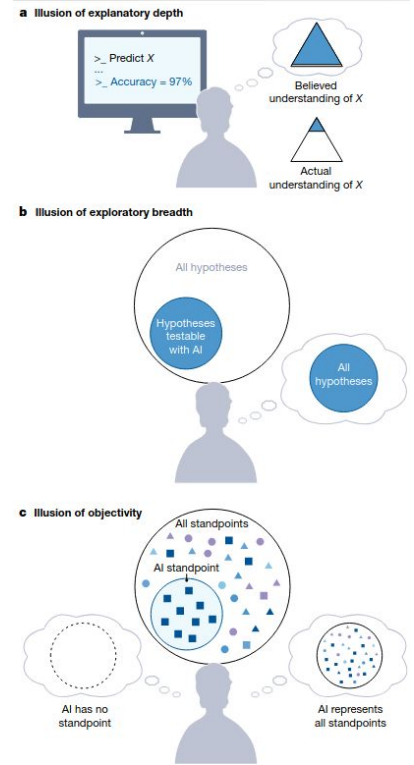 a Illusion of explanatory depth
>_ Predict X
...
>_ Accuracy = 97%
Believed
understanding of X
Actual
understanding of X
b Illusion of exploratory breadth
All hypotheses
Hypotheses
testable
with AI
All
hypotheses
c Illusion of objectivity
All standpoints
AI standpoint
AI has no
standpoint
AI represents
all standpoints